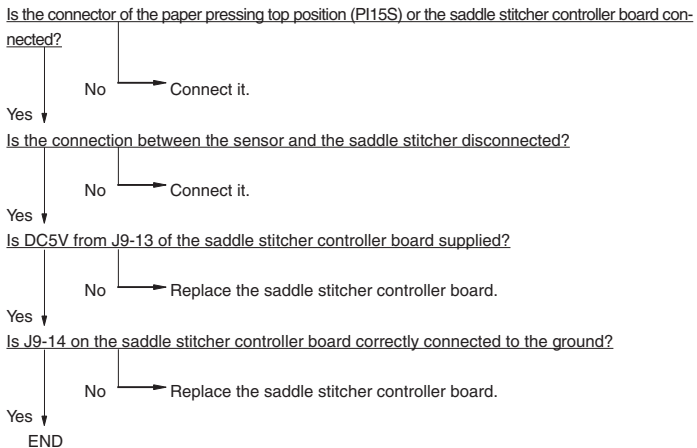 Is the connector of the paper pressing top position (PI15S) or the saddle stitcher controller board con-
nected?
No Connect it.
Yes
Is the connection between the sensor and the saddle stitcher disconnected?
No Connect it.
Yes
Is DC5V from J9-13 of the saddle stitcher controller board supplied?
No Replace the saddle stitcher controller board.
Yes
Is J9-14 on the saddle stitcher controller board correctly connected to the ground?
No Replace the saddle stitcher controller board.
Yes
END